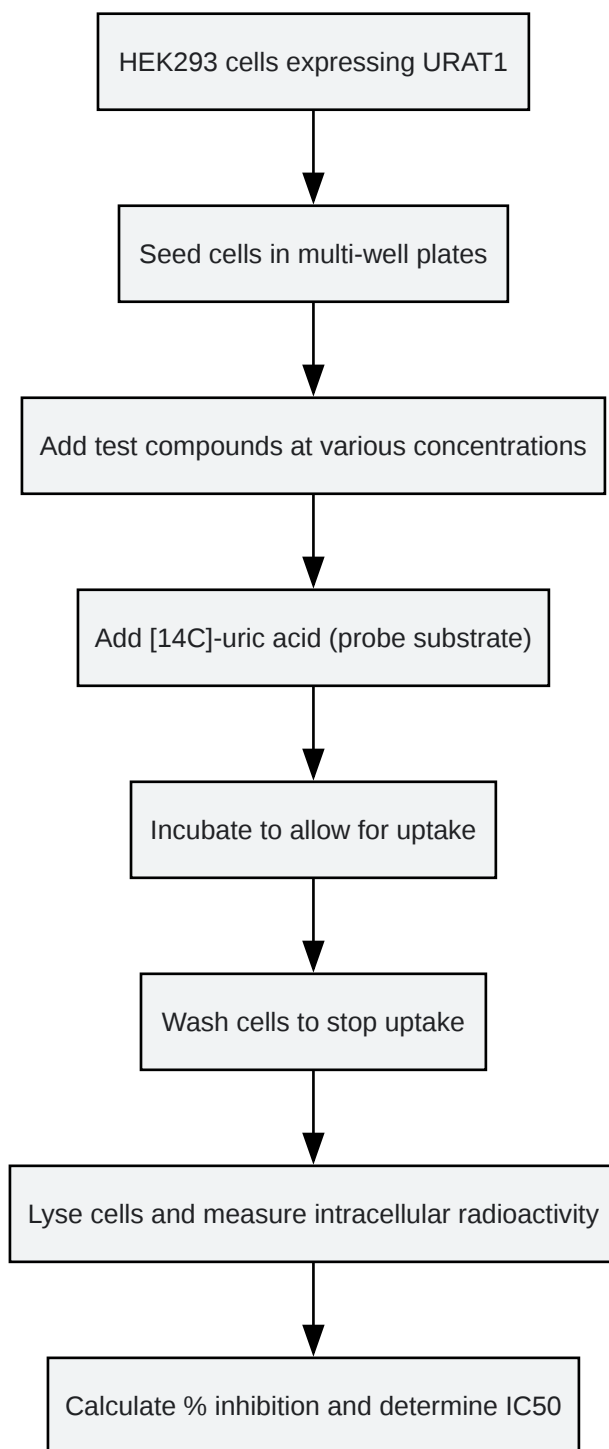 HEK293 cells expressing URAT1
Seed cells in multi-well plates
Add test compounds at various concentrations
Add [14C]-uric acid (probe substrate)
Incubate to allow for uptake
Wash cells to stop uptake
Lyse cells and measure intracellular radioactivity
Calculate % inhibition and determine IC50